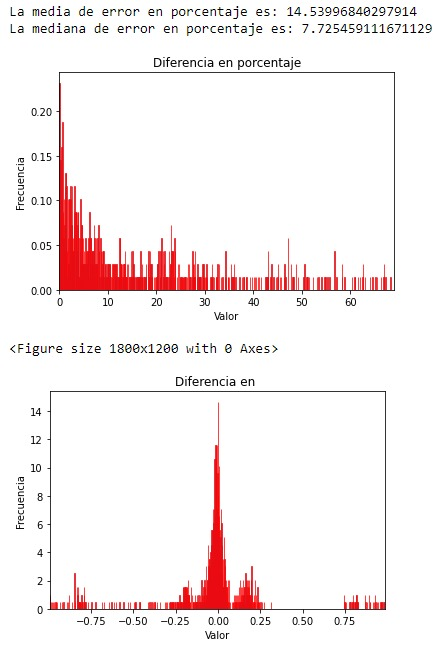 La media de error en porcentaje es: 14.53996840297914
La mediana de error en porcentaje es: 7.725459111671129
Diferencia en porcentaje
0.20
0.15
0.10
0.05
0.00
Frecuencia
0 10 20 30 40 50 60
Valor
<Figure size 1800x1200 with 0 Axes>
Diferencia en
14
12
10
8
6
4
2
0
Frecuencia
−0.75 −0.50 −0.25 0.00 0.25 0.50 0.75
Valor